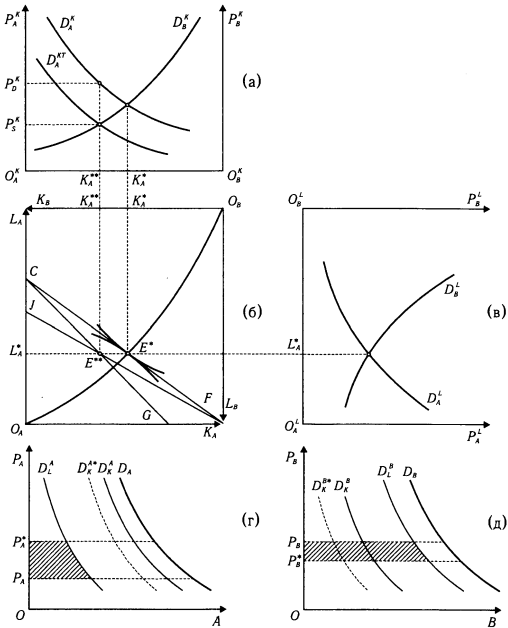 P_A^K D_A^K D_B^K P_B^K
D_A^{KT}
P_D^K (а)
P_S^K
O_A^K K_A^{**} K_A^* O_B^K
K_B K_A^{**} K_A^* O_B O_B^L P_B^L
L_A
C D_B^L
J (б) (в)
L_A^* E^{**} E^* L_A^*
F
G L_B D_A^L
O_A K_A O_A^L P_A^L
P_A D_L^A D_K^{A*} D_K^A D_A P_B D_K^{B*} D_K^B D_L^B D_B
(г) (д)
P_A^* P_B
P_A P_B^*
O A O B